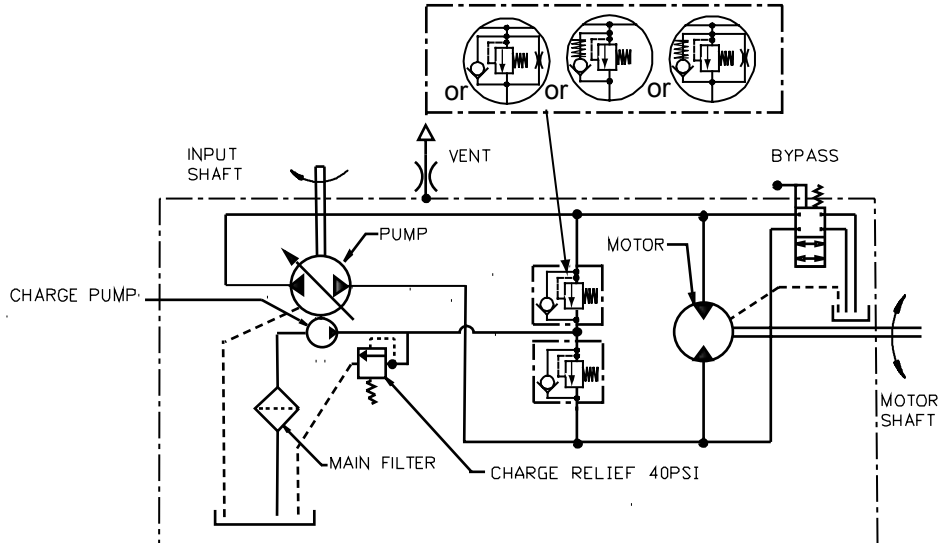 or
or
or
INPUT
SHAFT
VENT
BYPASS
PUMP
MOTOR
CHARGE PUMP
MOTOR
SHAFT
MAIN FILTER
CHARGE RELIEF 40PSI